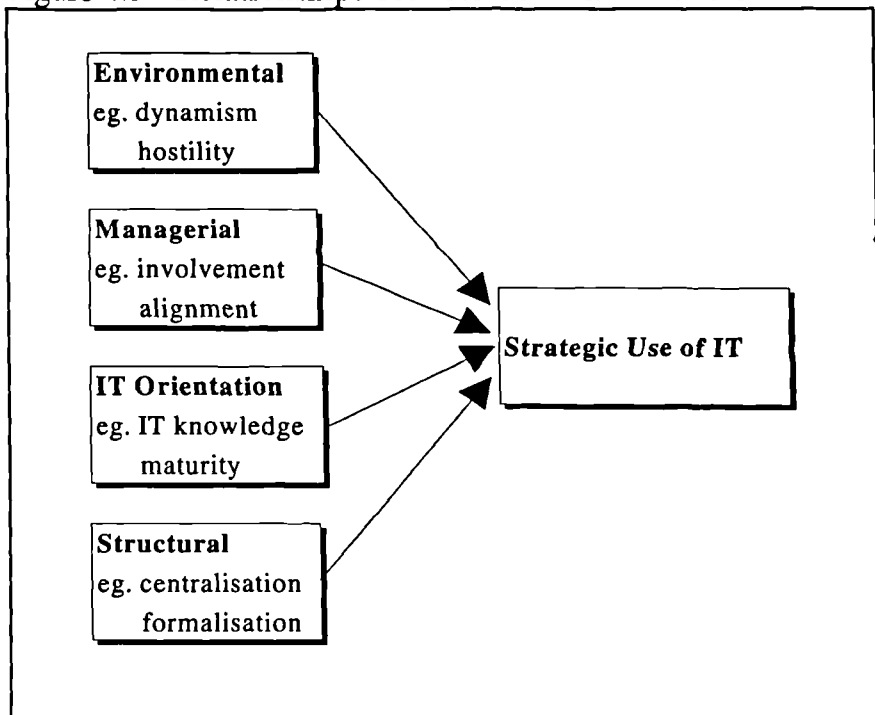 Environmental
eg. dynamism
hostility
Managerial
eg. involvement
alignment
IT Orientation
eg. IT knowledge
maturity
Structural
eg. centralisation
formalisation
Strategic Use of IT